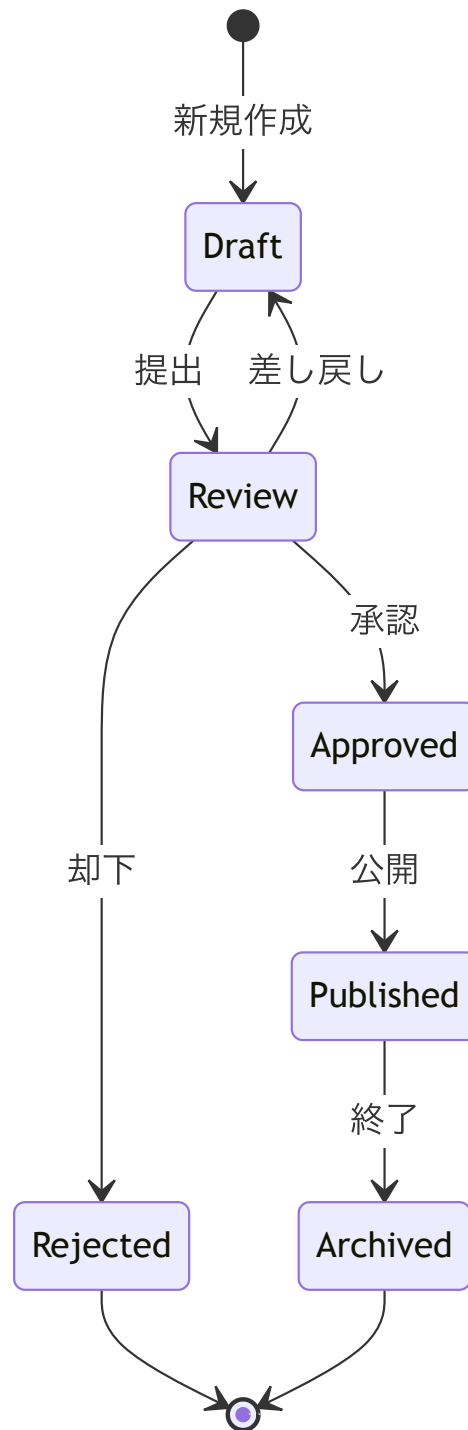 新規作成
Draft
提出
差し戻し
Review
承認
Approved
却下
公開
Published
終了
Rejected
Archived